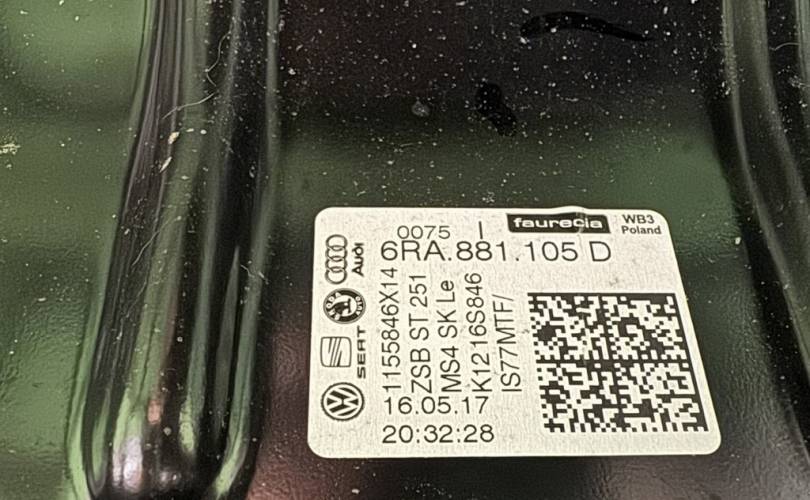 0075 I
faurecia
WB3
Poland
6RA.881.105 D
Audi
SEAT
1155846X14
ZSB ST 251
MS4 SK Le
K1216S846
IS77MTF/
16.05.17
20:32:28